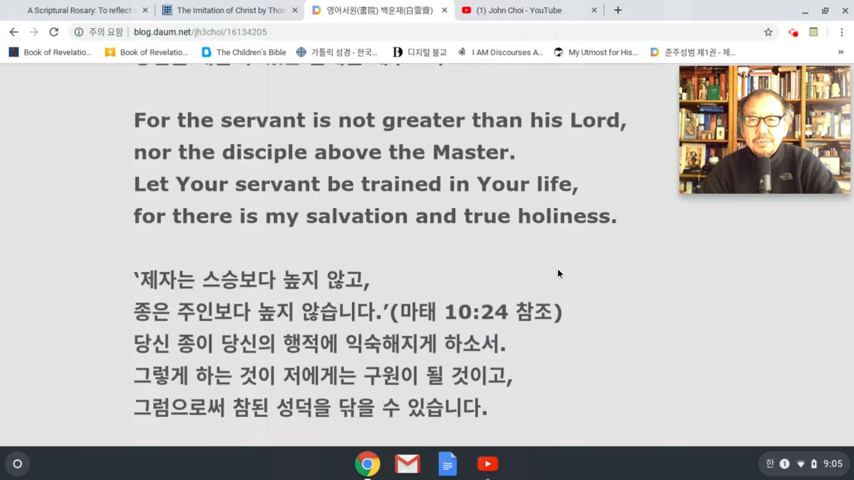 A Scriptural Rosary: To reflect
The Imitation of Christ by Tho
영어서원(書院) 백운재(白雲齋)
(1) John Choi - YouTube
주의 요함 | blog.daum.net/jh3choi/16134205
Book of Revelatio...
Book of Revelatio...
The Children's Bible
가톨릭 성경 - 한국...
디지털 불교
I AM Discourses A...
My Utmost for His...
준주성범 제1권 - 제...
For the servant is not greater than his Lord,
nor the disciple above the Master.
Let Your servant be trained in Your life,
for there is my salvation and true holiness.
‘제자는 스승보다 높지 않고,
종은 주인보다 높지 않습니다.’(마태 10:24 참조)
당신 종이 당신의 행적에 익숙해지게 하소서.
그렇게 하는 것이 저에게는 구원이 될 것이고,
그럼으로써 참된 성덕을 닦을 수 있습니다.
한 1 9:05